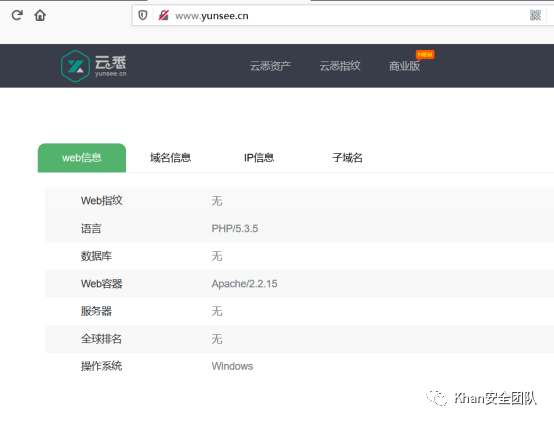 www.yunsee.cn
云悉
yunsee.cn
云悉资产 云悉指纹 商业版
web信息 域名信息 IP信息 子域名
Web指纹 无
语言 PHP/5.3.5
数据库 无
Web容器 Apache/2.2.15
服务器 无
全球排名 无
操作系统 Windows
Khan安全团队